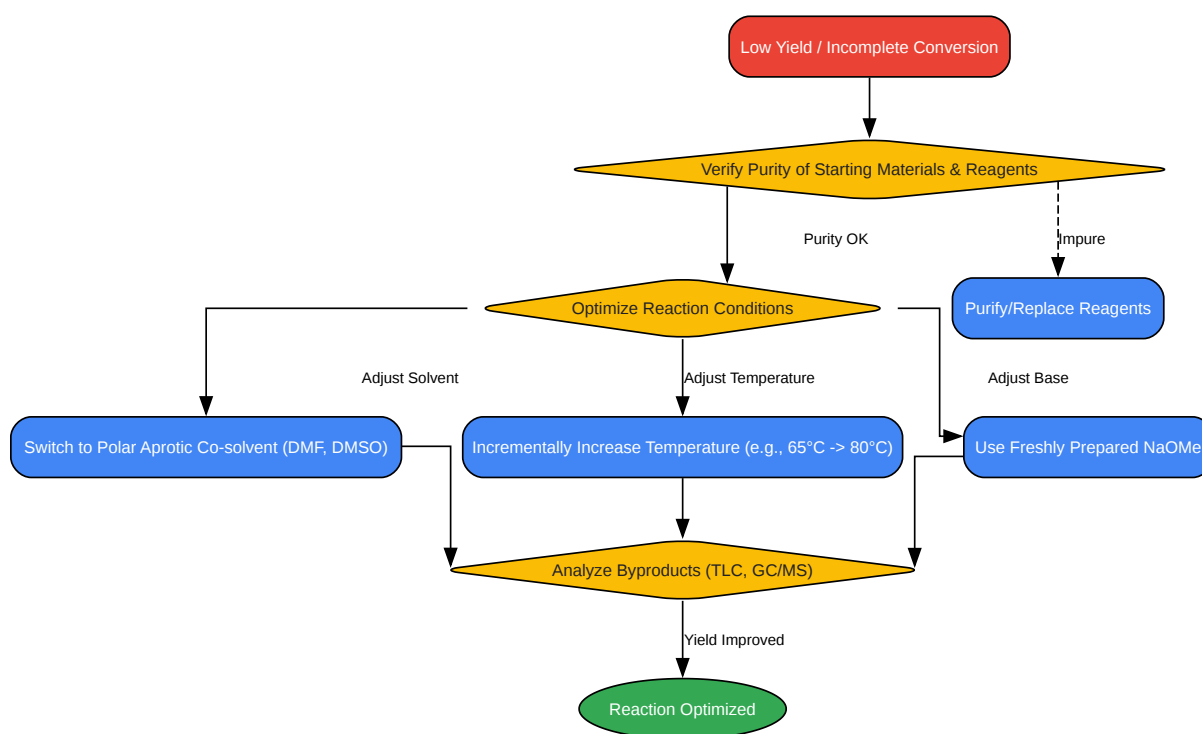 Low Yield / Incomplete Conversion
Verify Purity of Starting Materials & Reagents
Purity OK
Impure
Optimize Reaction Conditions
Purify/Replace Reagents
Adjust Solvent
Adjust Temperature
Adjust Base
Switch to Polar Aprotic Co-solvent (DMF, DMSO)
Incrementally Increase Temperature (e.g., 65°C -> 80°C)
Use Freshly Prepared NaOMe
Analyze Byproducts (TLC, GC/MS)
Yield Improved
Reaction Optimized